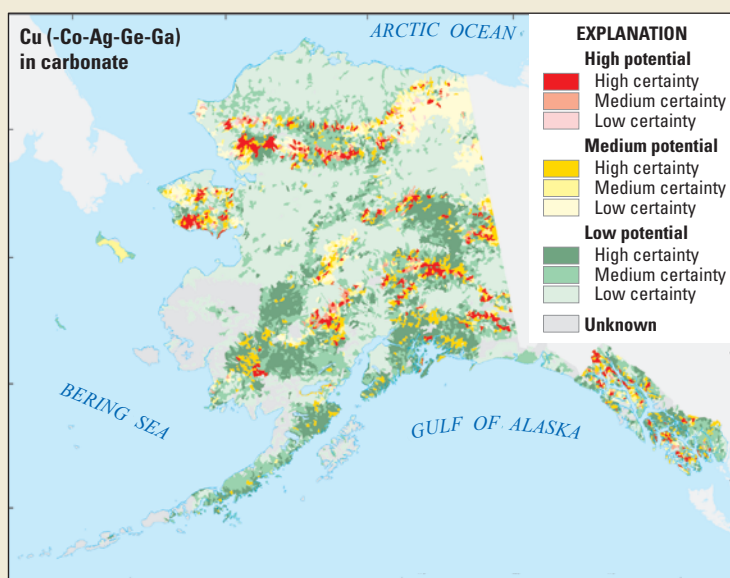 Cu (-Co-Ag-Ge-Ga)
in carbonate
ARCTIC OCEAN
BERING SEA
GULF OF ALASKA
EXPLANATION
High potential
High certainty
Medium certainty
Low certainty
Medium potential
High certainty
Medium certainty
Low certainty
Low potential
High certainty
Medium certainty
Low certainty
Unknown